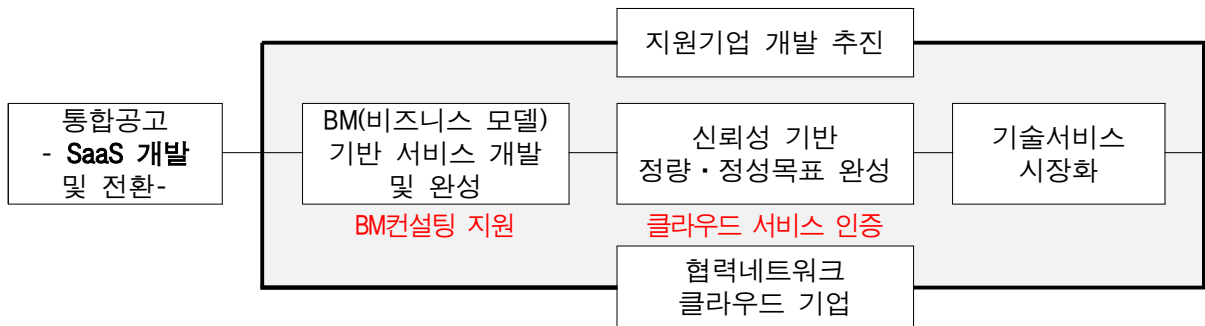 지원기업 개발 추진
통합공고
- SaaS 개발
및 전환-
BM(비즈니스 모델)
기반 서비스 개발
및 완성
신뢰성 기반
정량·정성목표 완성
기술서비스
시장화
BM컨설팅 지원
클라우드 서비스 인증
협력네트워크
클라우드 기업